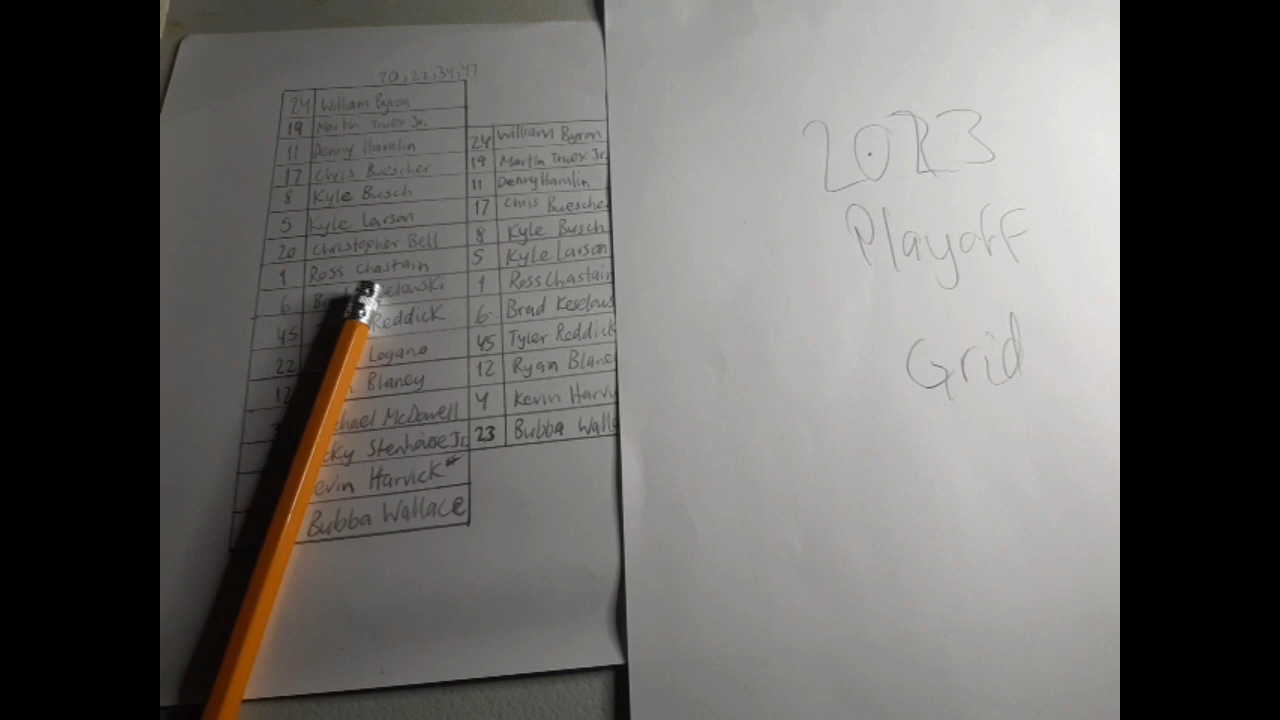 20, 22, 34, 47
24 William Byron
19 Martin Truex Jr.
11 Denny Hamlin
17 Chris Buescher
8 Kyle Busch
5 Kyle Larson
20 Christopher Bell
1 Ross Chastain
6
45 Reddick
22 Logano
12 Blaney
McDowell
Stenhouse Jr.
Harvick*
Bubba Wallace
24 William Byron
19 Martin Truex Jr.
11 Denny Hamlin
17 Chris Buesche
8 Kyle Busch
5 Kyle Larson
1 Ross Chastain
6 Brad Keselows
45 Tyler Reddick
12 Ryan Blane
4 Kevin Harv
23 Bubba Walla
2023
Playoff
Grid